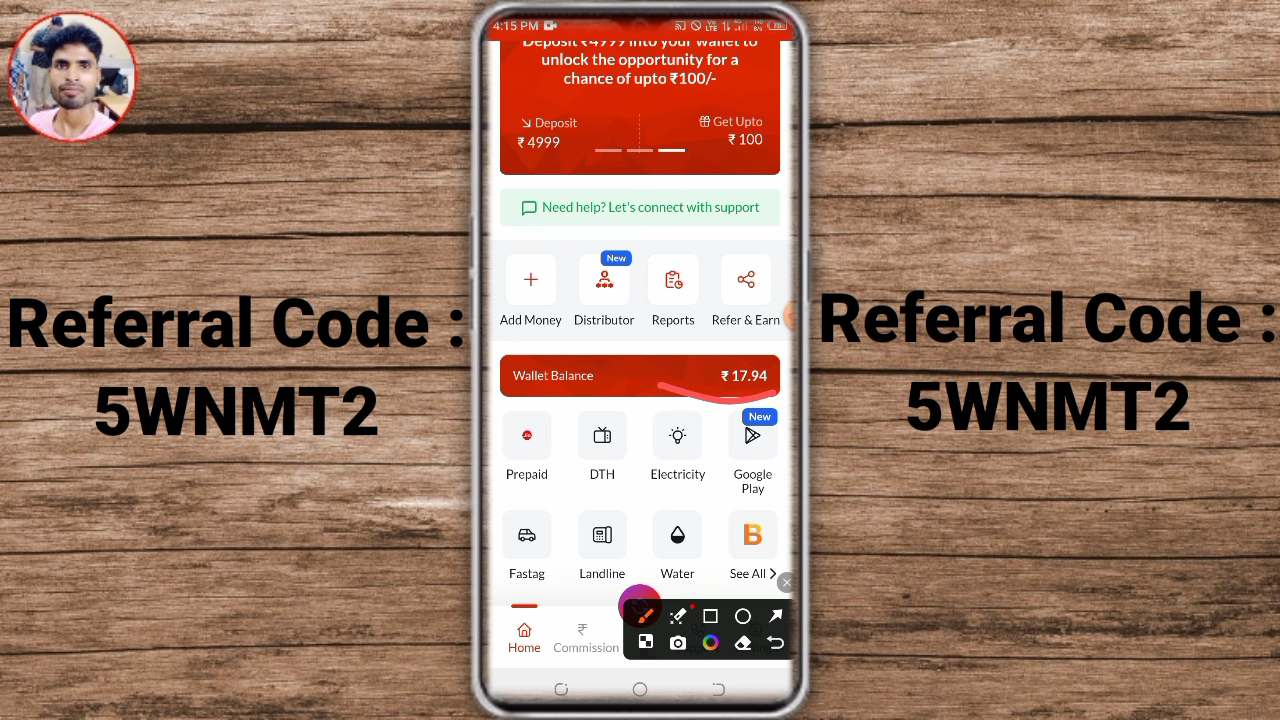 4:15 PM
Deposit ₹4999 into your wallet to
unlock the opportunity for a
chance of upto ₹100/-
Deposit
Get Upto
₹ 4999
₹ 100
Need help? Let's connect with support
New
Add Money
Distributor
Reports
Refer & Earn
Wallet Balance
₹ 17.94
New
Prepaid
DTH
Electricity
Google
Play
Fastag
Landline
Water
See All
Home
Commission
Referral Code :
5WNMT2
Referral Code :
5WNMT2